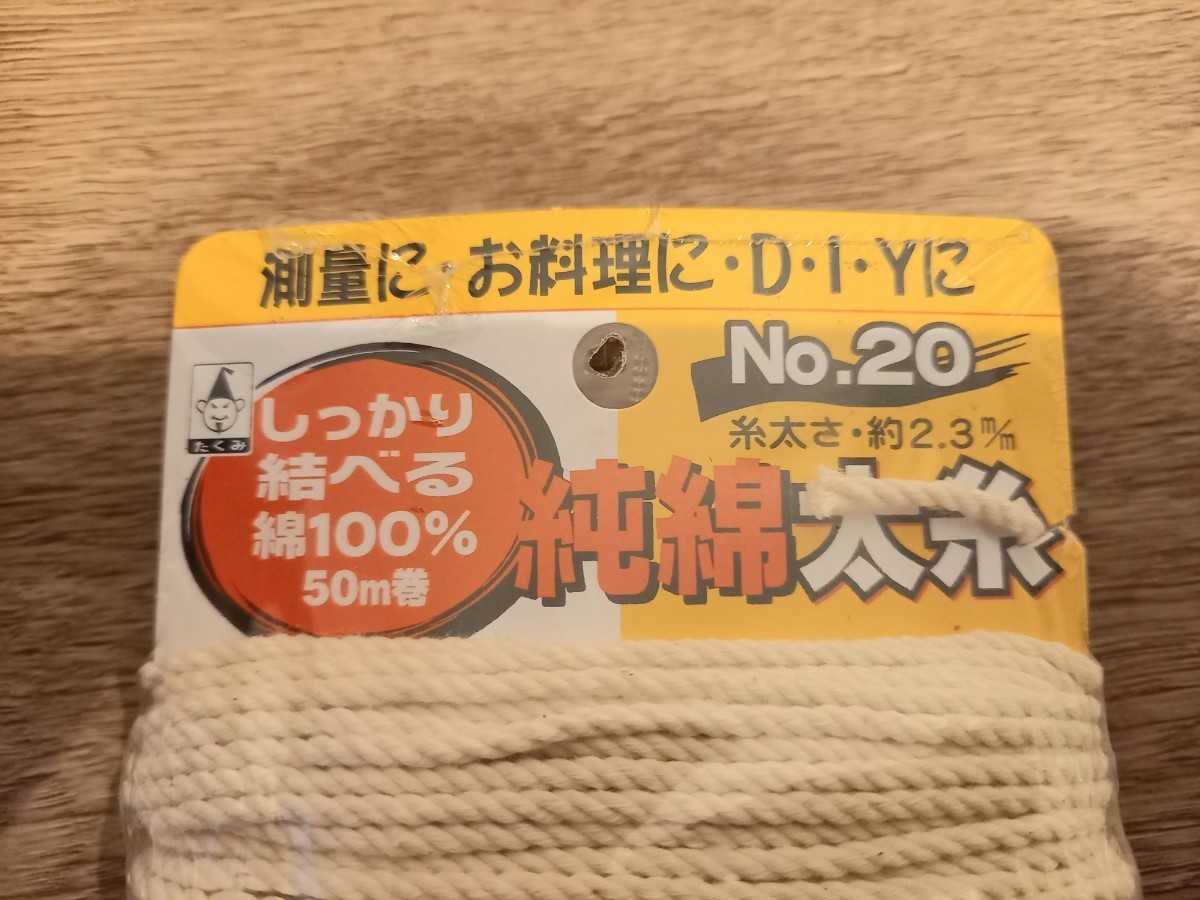 測量に・お料理に・D・I・Yに
No.20
糸太さ・約2.3m/m
たくみ
しっかり
結べる
綿100%
50m巻
純綿太糸